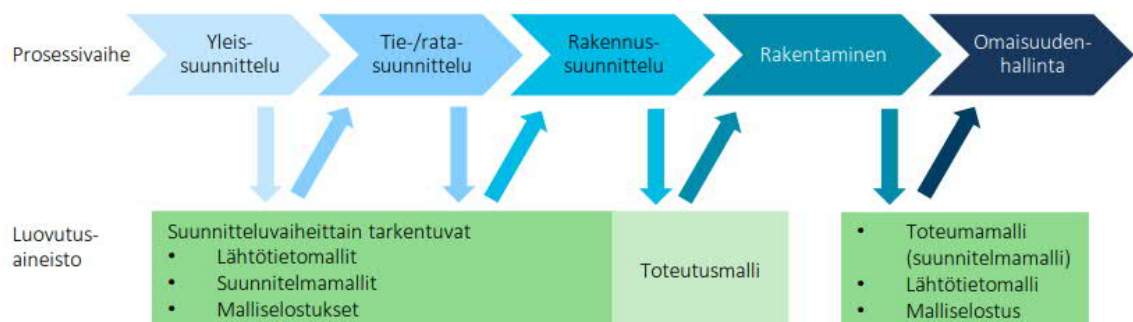 Prosessivaihe
Yleis-
suunnittelu
Tie-/rata-
suunnittelu
Rakennus-
suunnittelu
Rakentaminen
Omaisuuden-
hallinta
Luovutus-
aineisto
Suunnitteluvaiheittain tarkentuvat
• Lähtötietomallit
• Suunnitelmamallit
• Malliselostukset
Toteutusmalli
• Toteumamalli
(suunnitelmamalli)
• Lähtötietomalli
• Malliselostus